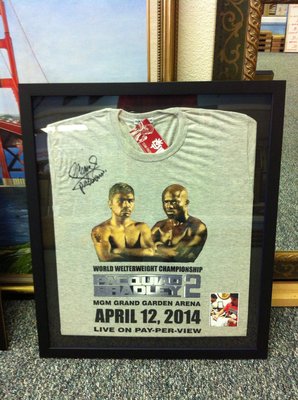 WORLD WELTERWEIGHT CHAMPIONSHIP
PACQUIAO
BRADLEY 2
MGM GRAND GARDEN ARENA
APRIL 12, 2014
LIVE ON PAY-PER-VIEW